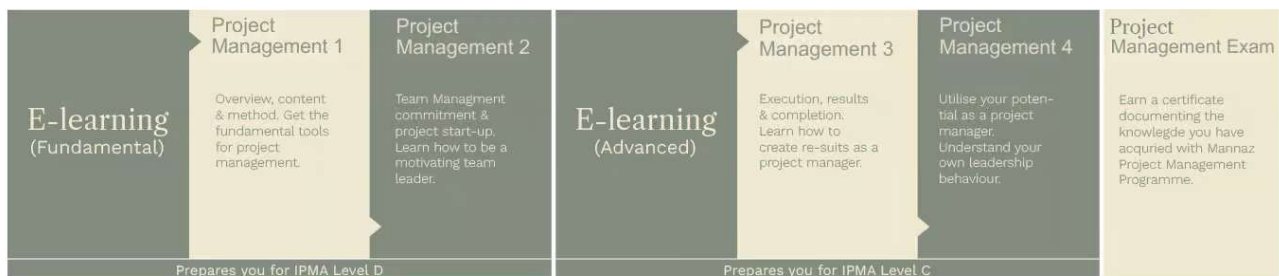 E-learning
(Fundamental)
Project
Management 1
Overview, content
& method. Get the
fundamental tools
for project
management.
Project
Management 2
Team Managment
commitment &
project start-up.
Learn how to be a
motivating team
leader.
Prepares you for IPMA Level D
E-learning
(Advanced)
Project
Management 3
Execution, results
& completion.
Learn how to
create re-suits as a
project manager.
Project
Management 4
Utilise your poten-
tial as a project
manager.
Understand your
own leadership
behaviour.
Prepares you for IPMA Level C
Project
Management Exam
Earn a certificate
documenting the
knowlegde you have
acquried with Mannaz
Project Management
Programme.